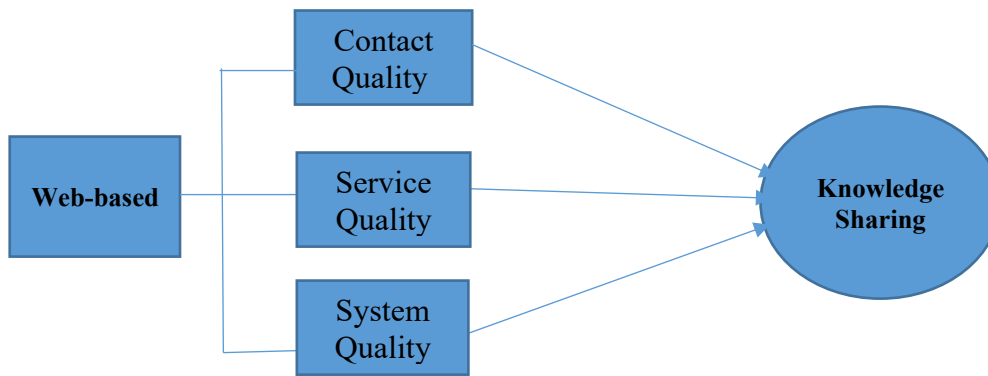 Contact
Quality
Web-based
Service
Quality
Knowledge
Sharing
System
Quality